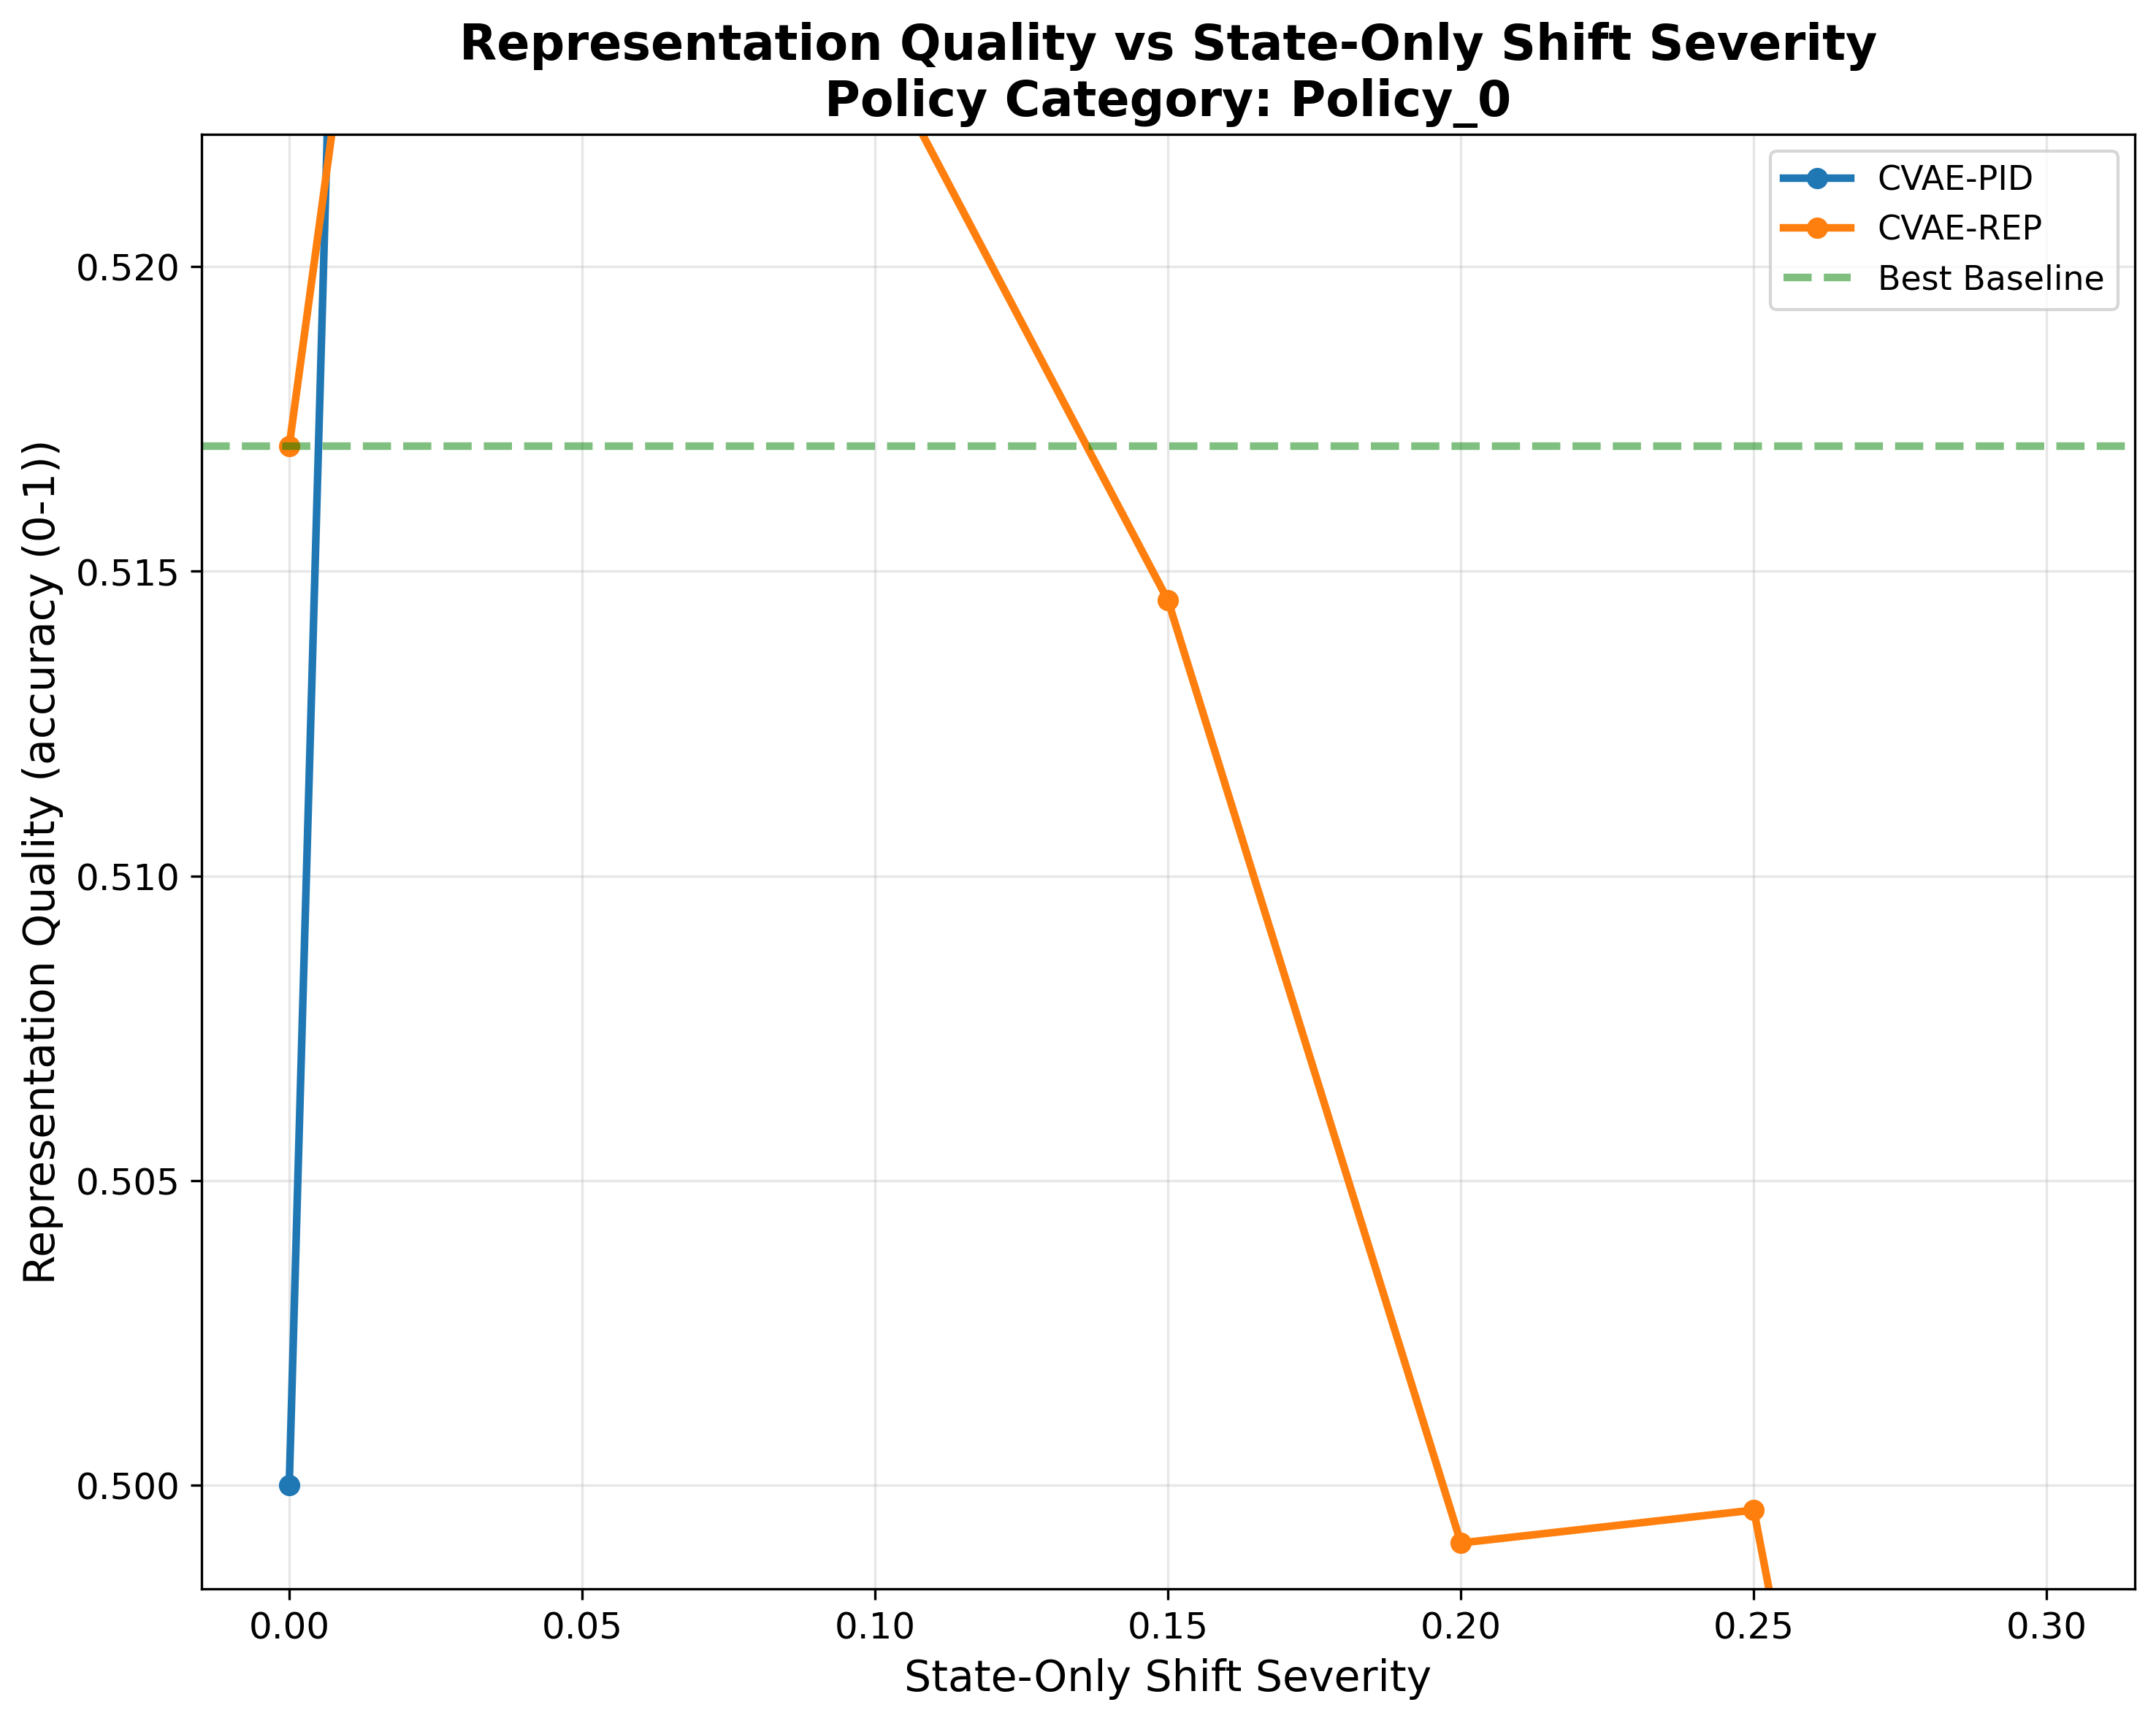 Representation Quality vs State-Only Shift Severity
Policy Category: Policy_0
CVAE-PID
CVAE-REP
Best Baseline
Representation Quality (accuracy (0-1))
0.520
0.515
0.510
0.505
0.500
0.00
0.05
0.10
0.15
0.20
0.25
0.30
State-Only Shift Severity